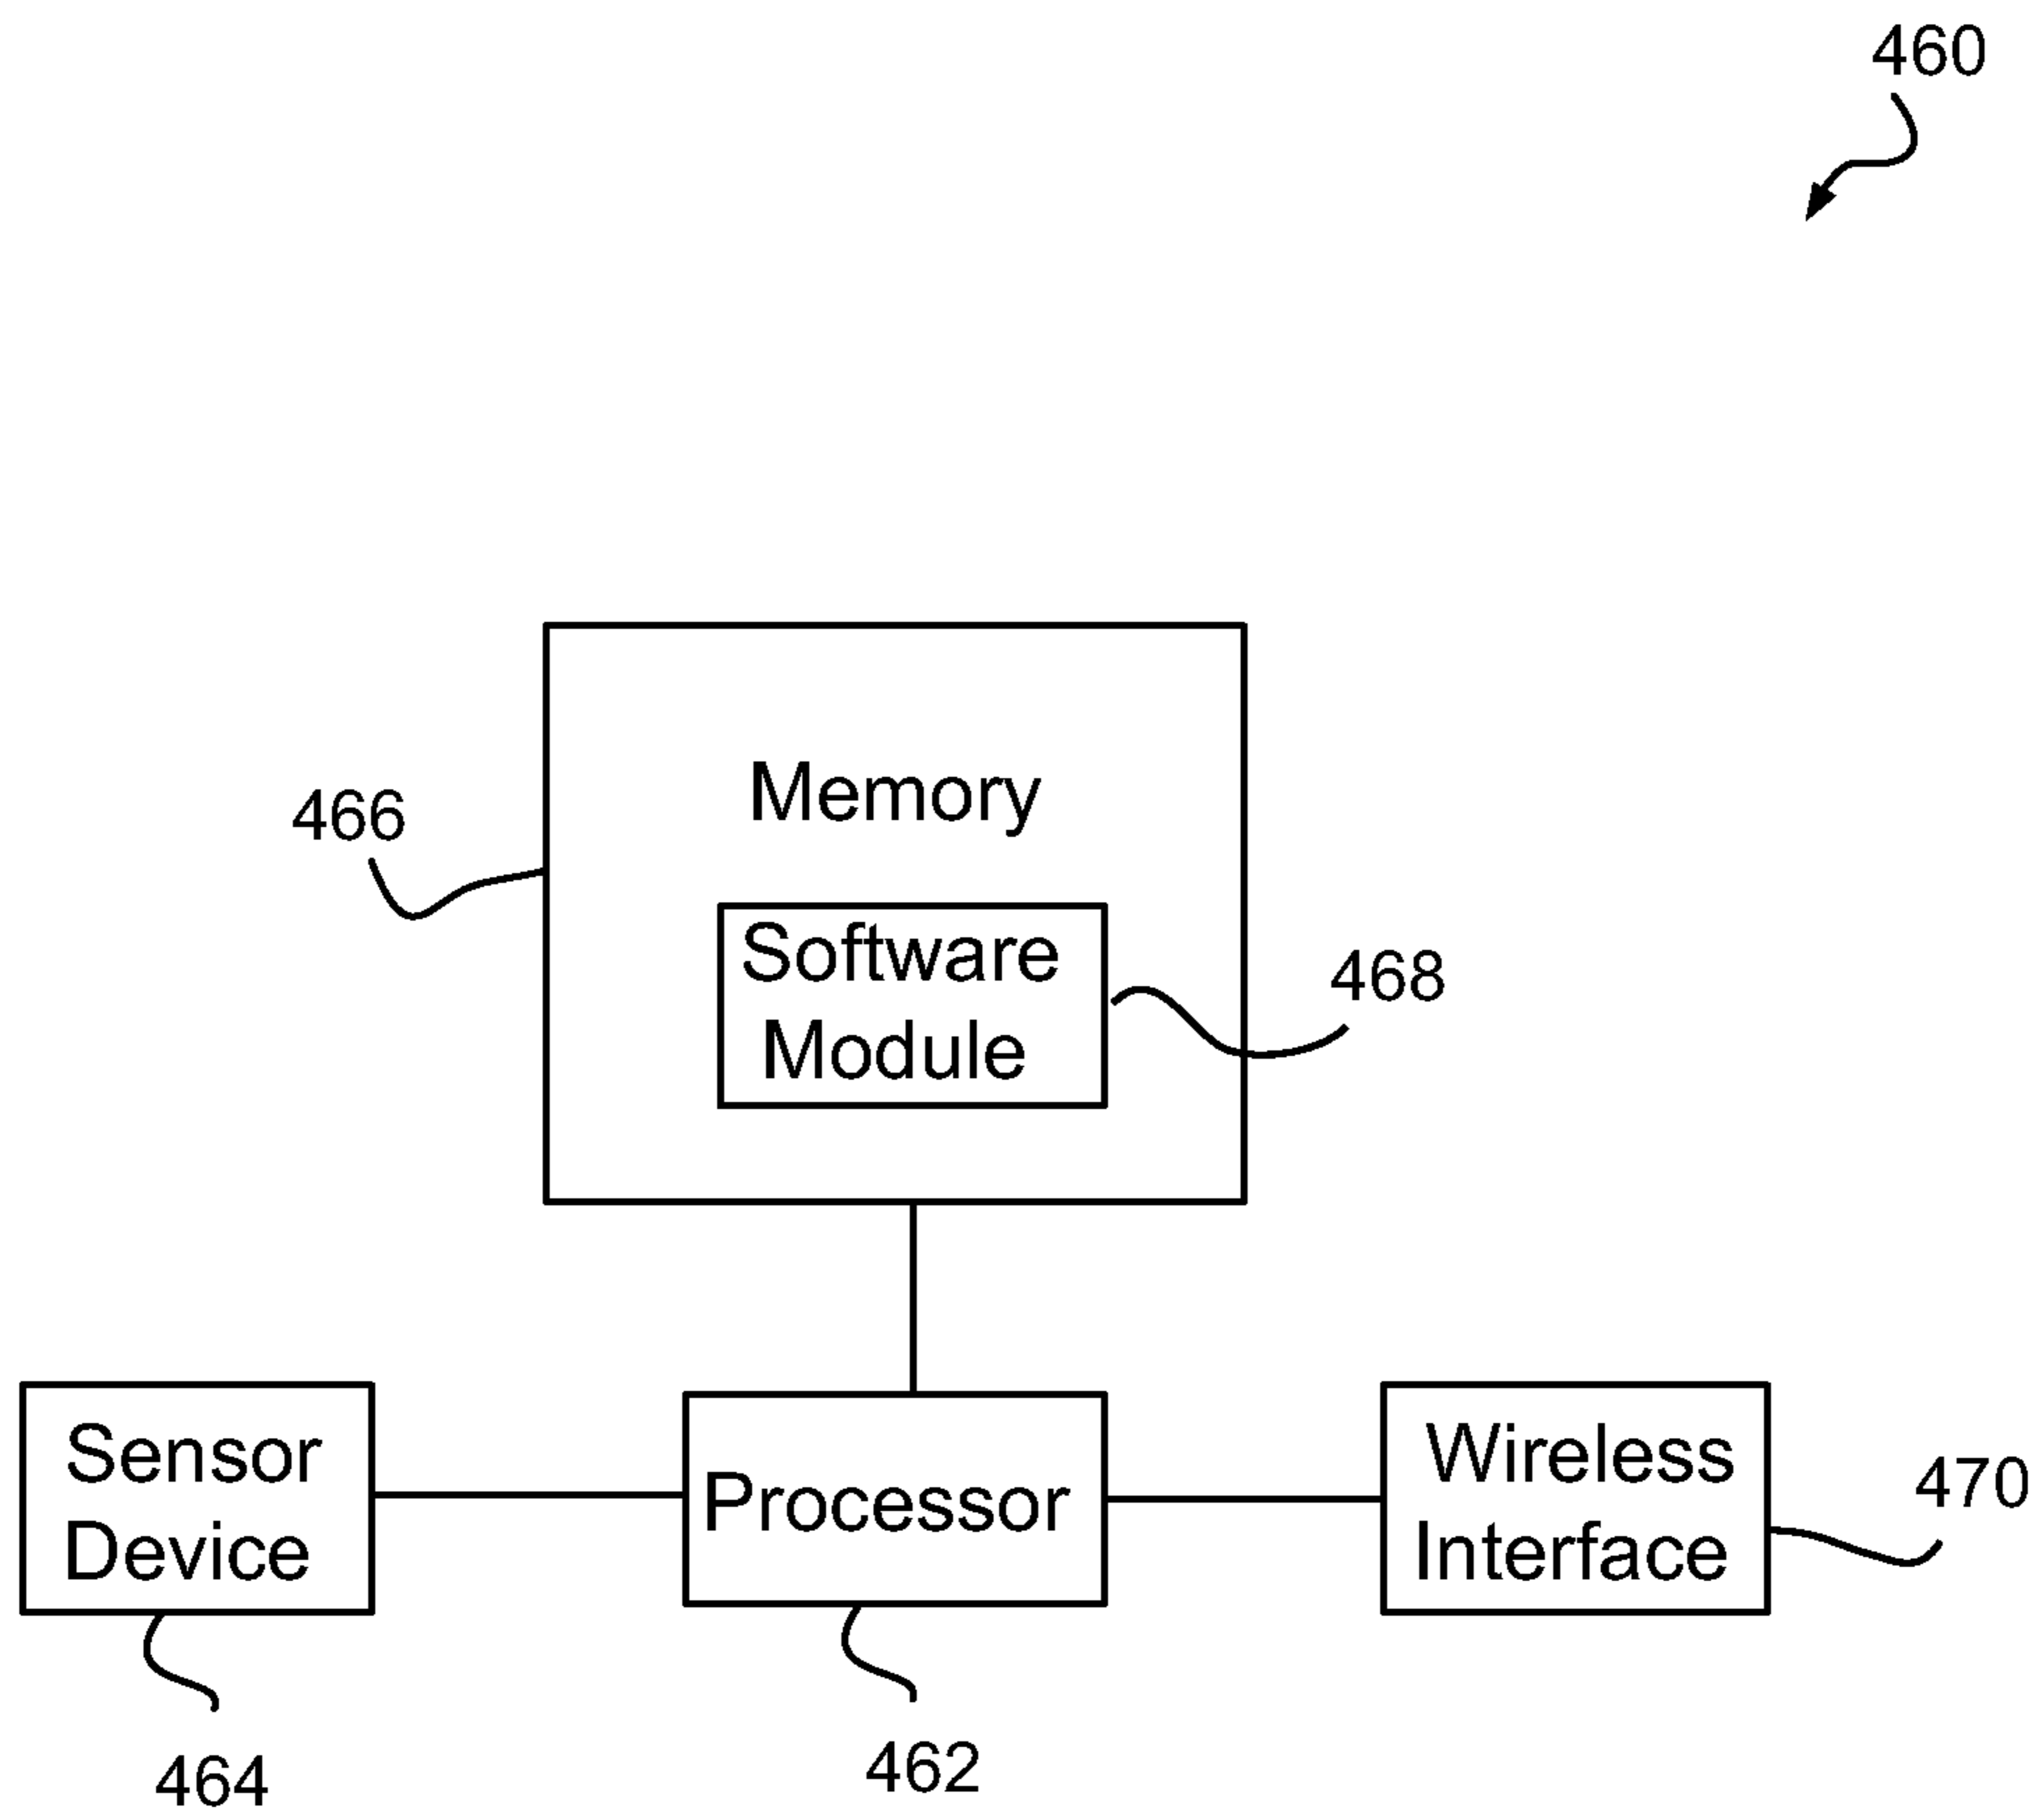 460
Memory
466
Software
Module
468
Sensor
Device
Processor
Wireless
Interface
470
464
462